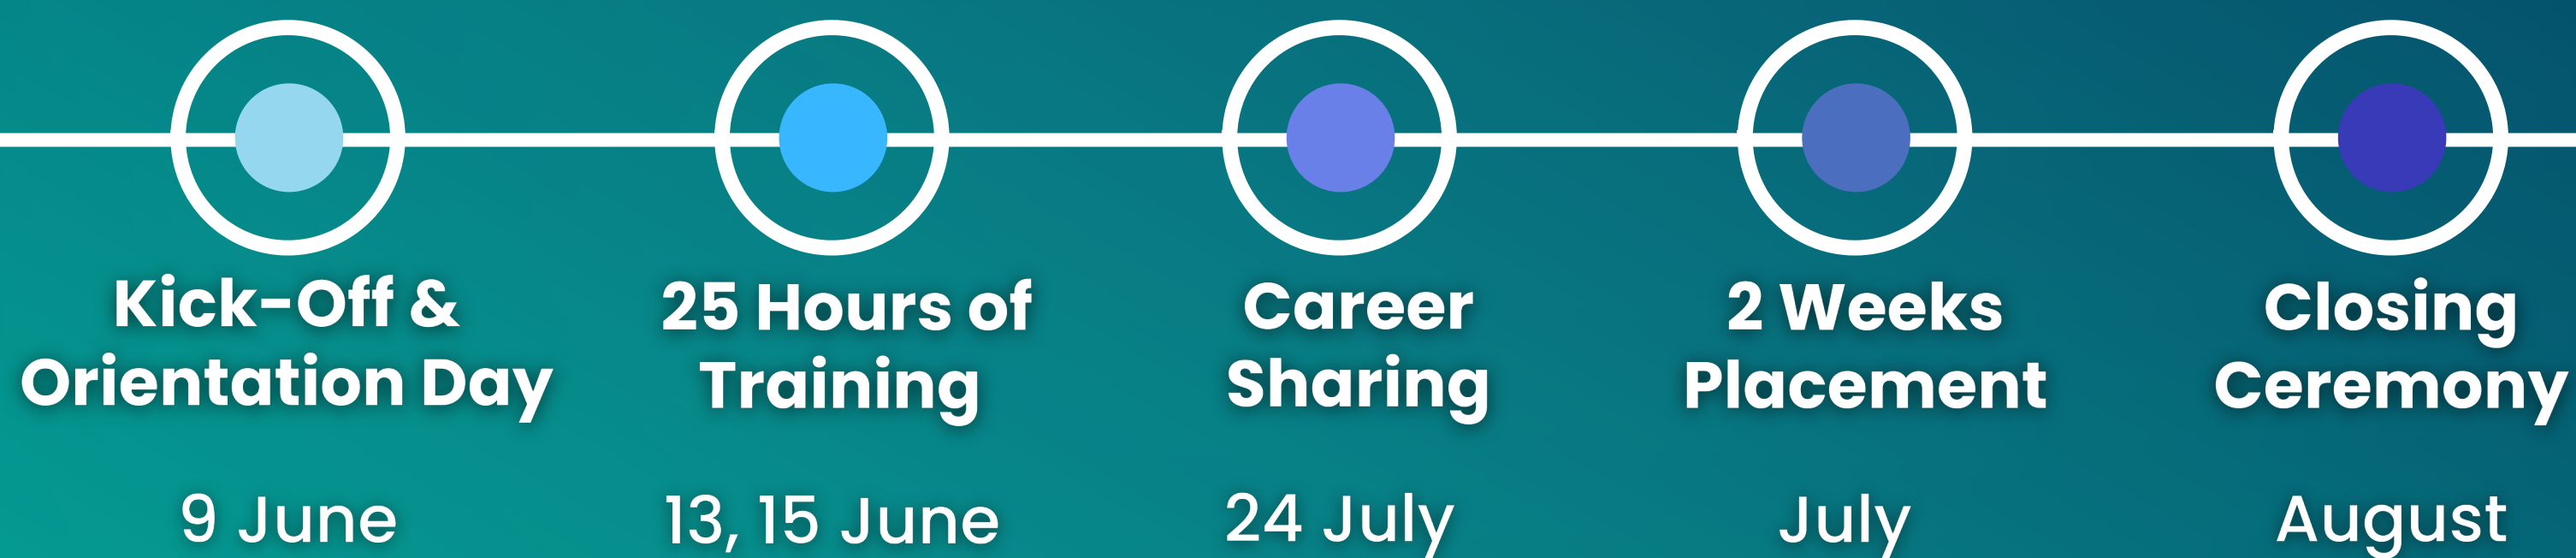 Kick-Off &
Orientation Day
9 June
25 Hours of
Training
13, 15 June
Career
Sharing
24 July
2 Weeks
Placement
July
Closing
Ceremony
August